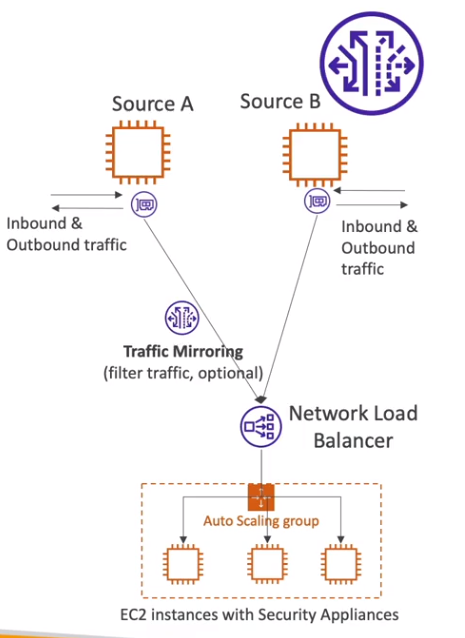 Source A
Source B
Inbound &
Outbound traffic
Inbound &
Outbound
traffic
Traffic Mirroring
(filter traffic, optional)
Network Load
Balancer
Auto Scaling group
EC2 instances with Security Appliances